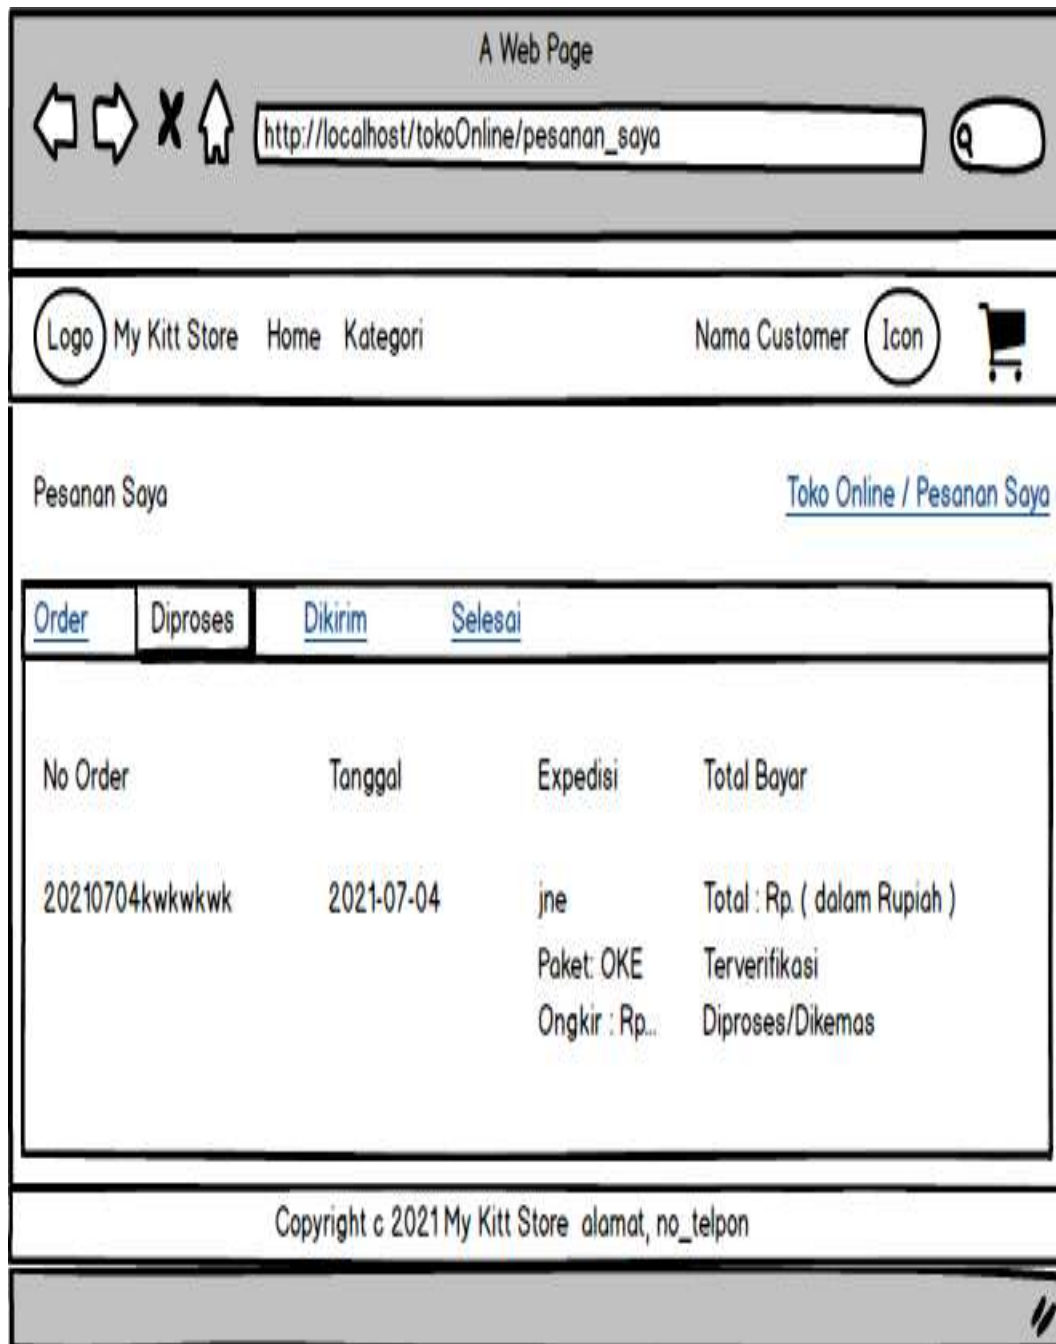 A Web Page
http://localhost/tokoOnline/pesanan_saya
Logo My Kitt Store Home Kategori Nama Customer Icon
Pesanan Saya Toko Online / Pesanan Saya
Order Diproses Dikirim Selesai
No Order Tanggal Expedisi Total Bayar
20210704kwkwkwk 2021-07-04 jne Total : Rp. ( dalam Rupiah )
Paket: OKE Terverifikasi
Ongkir : Rp... Diproses/Dikemas
Copyright c 2021 My Kitt Store alamat, no_telpon